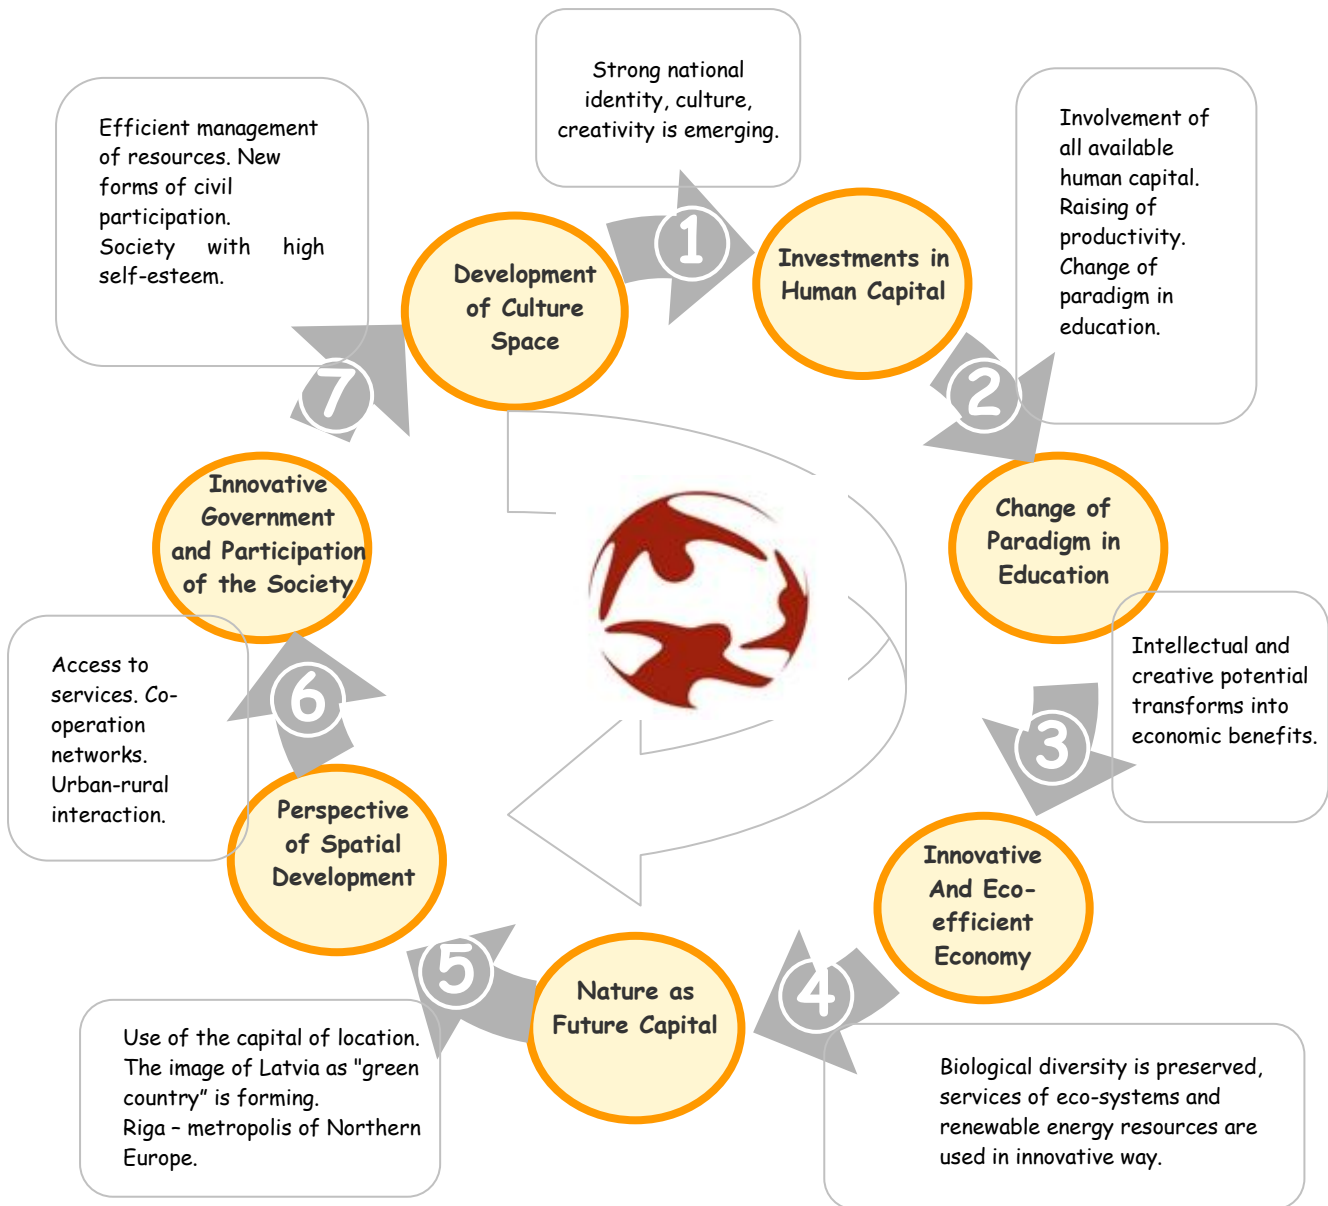 Strong national
identity, culture,
creativity is emerging.
1
Development
of Culture
Space
Investments in
Human Capital
Involvement of
all available
human capital.
Raising of
productivity.
Change of
paradigm in
education.
2
Change of
Paradigm in
Education
Intellectual and
creative potential
transforms into
economic benefits.
3
Innovative
And Eco-
efficient
Economy
4
Biological diversity is preserved,
services of eco-systems and
renewable energy resources are
used in innovative way.
Nature as
Future Capital
5
Use of the capital of location.
The image of Latvia as "green
country” is forming.
Riga – metropolis of Northern
Europe.
Perspective
of Spatial
Development
6
Access to
services. Co-
operation
networks.
Urban-rural
interaction.
Innovative
Government
and Participation
of the Society
7
Efficient management
of resources. New
forms of civil
participation.
Society with high
self-esteem.